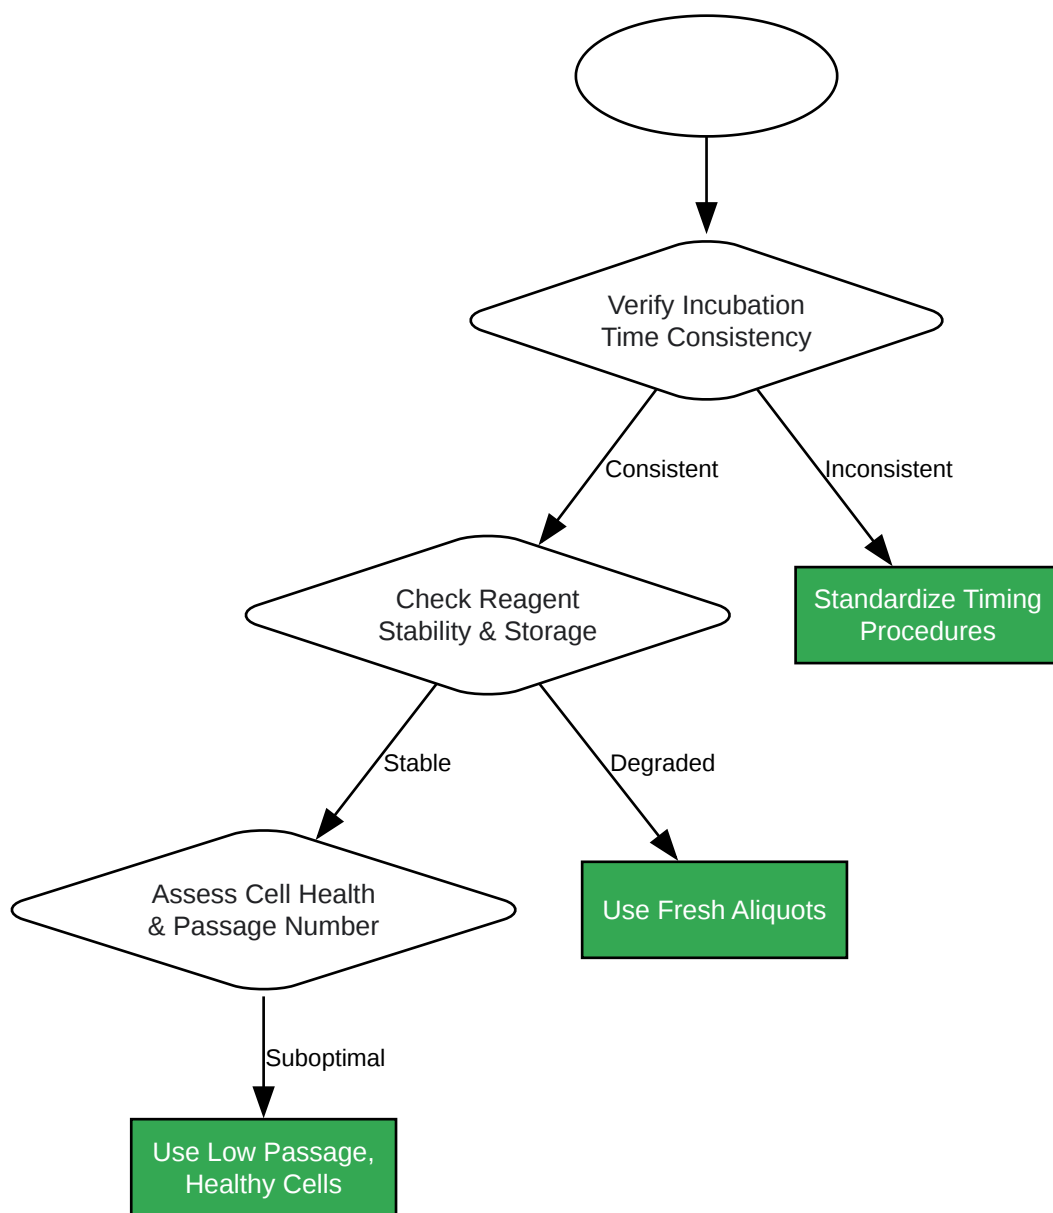 Verify Incubation
Time Consistency
Consistent
Inconsistent
Check Reagent
Stability & Storage
Standardize Timing
Procedures
Stable
Degraded
Assess Cell Health
& Passage Number
Use Fresh Aliquots
Suboptimal
Use Low Passage,
Healthy Cells